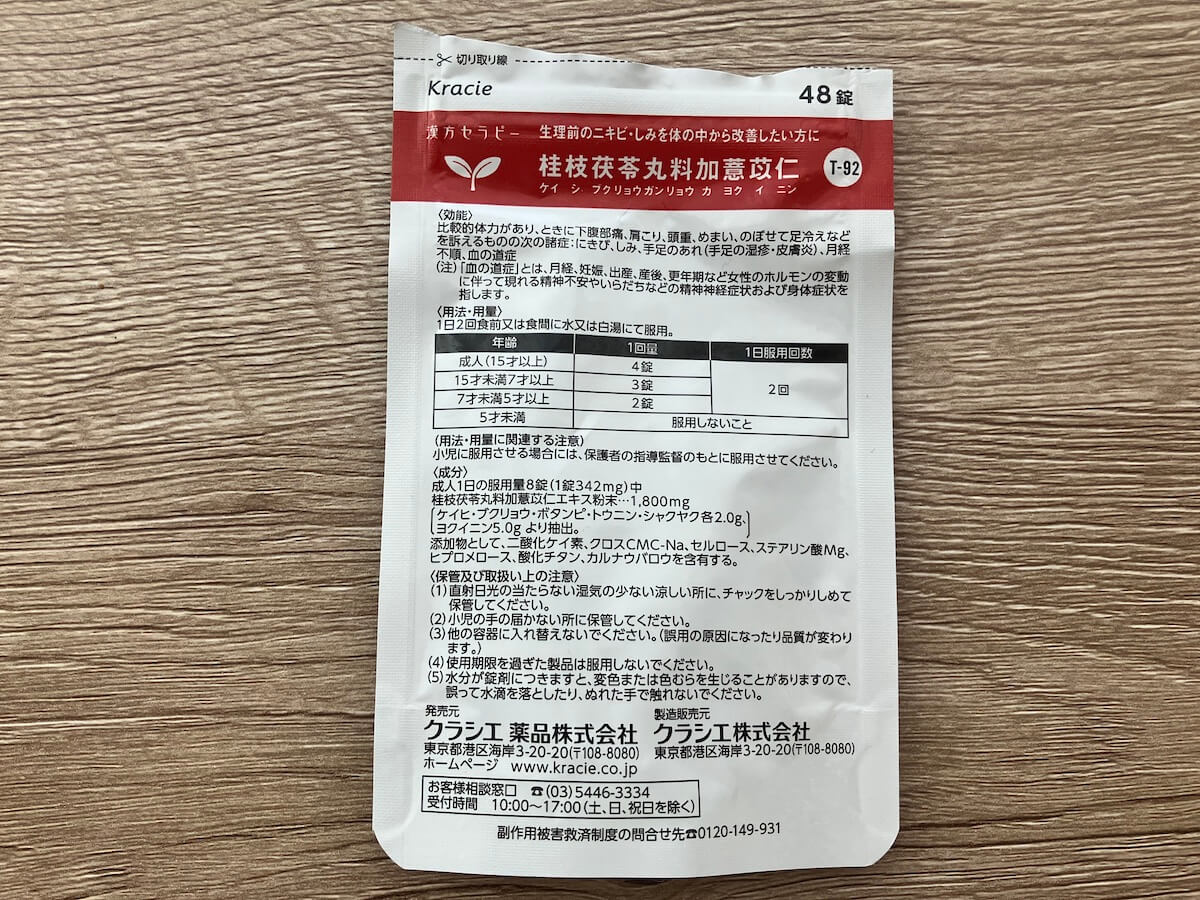 切り取り線
Kracie 48錠
漢方セラピー 生理前のニキビ・しみを体の中から改善したい方に
桂枝茯苓丸料加薏苡仁 T-92
ケイ シ ブクリョウガンリョウ カ ヨク イ ニン
〈効能〉
比較的体力があり、ときに下腹部痛、肩こり、頭重、めまい、のぼせて足冷えなど
を訴えるものの次の諸症:にきび、しみ、手足のあれ(手足の湿疹・皮膚炎)、月経
不順、血の道症
(注)「血の道症」とは、月経、妊娠、出産、産後、更年期など女性のホルモンの変動
に伴って現れる精神不安やいらだちなどの精神神経症状および身体症状を
指します。
〈用法・用量〉
1日2回食前又は食間に水又は白湯にて服用。
年齢 1回量 1日服用回数
成人(15才以上) 4錠 2回
15才未満7才以上 3錠
7才未満5才以上 2錠
5才未満 服用しないこと
(用法・用量に関連する注意)
小児に服用させる場合には、保護者の指導監督のもとに服用させてください。
〈成分〉
成人1日の服用量8錠(1錠342mg)中
桂枝茯苓丸料加薏苡仁エキス粉末…1,800mg
ケイヒ・ブクリョウ・ボタンピ・トウニン・シャクヤク各2.0g、
ヨクイニン5.0g より抽出。
添加物として、二酸化ケイ素、クロスCMC-Na、セルロース、ステアリン酸Mg、
ヒプロメロース、酸化チタン、カルナウバロウを含有する。
〈保管及び取扱い上の注意〉
(1)直射日光の当たらない湿気の少ない涼しい所に、チャックをしっかりしめて
保管してください。
(2)小児の手の届かない所に保管してください。
(3)他の容器に入れ替えないでください。(誤用の原因になったり品質が変わり
ます。)
(4)使用期限を過ぎた製品は服用しないでください。
(5)水分が錠剤につきますと、変色または色むらを生じることがありますので、
誤って水滴を落としたり、ぬれた手で触れないでください。
発売元 製造販売元
クラシエ 薬品株式会社 クラシエ株式会社
東京都港区海岸3-20-20(〒108-8080) 東京都港区海岸3-20-20(〒108-8080)
ホームページ www.kracie.co.jp
お客様相談窓口 ☎(03)5446-3334
受付時間 10:00〜17:00(土、日、祝日を除く)
副作用被害救済制度の問合せ先☎0120-149-931